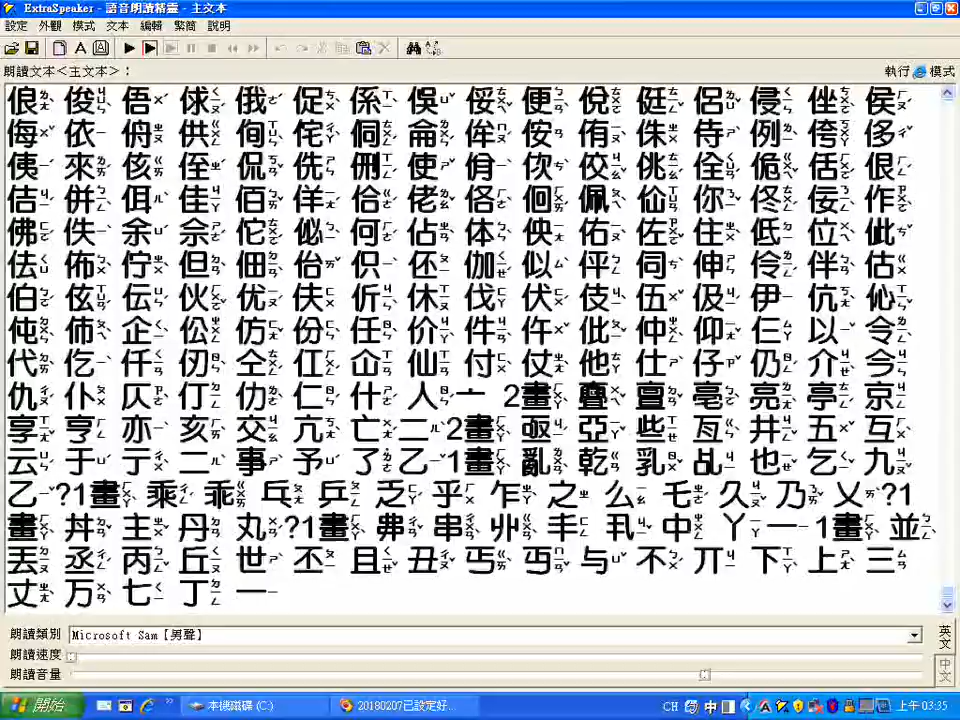 ExtraSpeaker - 語音朗讀精靈 - 主文本
設定 外觀 模式 文本 編輯 繁簡 說明
朗讀文本<主文本>： 執行 模式
俍 俊 俉 俅 俄 促 係 俁 俀 便 俛 侹 侶 侵 侳 侯
侮 依 侜 供 侚 侘 侗 侖 侔 侒 侑 侏 侍 例 侉 侈
侇 來 侅 侄 侃 侁 侀 使 佾 佽 佼 佻 佺 佹 佸 佷
佶 併 佴 佳 佰 佯 佮 佬 佫 佪 佩 佡 你 佟 佞 作
佛 佚 余 佘 佗 佖 何 佔 体 佒 佑 佐 住 低 位 佌
佉 佈 佇 但 佃 佁 伿 伾 伽 似 伻 伺 伸 伶 伴 估
伯 伭 伝 伙 优 伕 伒 休 伐 伏 伎 伍 伋 伊 伉 伈
伅 伂 企 伀 仿 份 任 价 件 仵 仳 仲 仰 仨 以 令
代 仡 仟 仞 仝 仜 仚 仙 付 仗 他 仕 仔 仍 介 今
仇 仆 仄 仃 仂 仁 什 人 亠 2畫 亹 亶 亳 亮 亭 京
享 亨 亦 亥 交 亢 亡 二 2畫 亟 亞 些 亙 井 五 互
云 于 亍 二 事 予 了 乙 1畫 亂 乾 乳 乩 也 乞 九
乙 ?1畫 乘 乖 乓 乒 乏 乎 乍 之 么 乇 久 乃 乂 ?1
畫 丼 主 丹 丸 ?1畫 丳 串 丱 丰 丮 中 丫 一 1畫 並
丟 丞 丙 丘 世 丕 且 丑 丐 丏 与 不 丌 下 上 三
丈 万 七 丁 一
朗讀類別 Microsoft Sam【男聲】 英文
朗讀速度
朗讀音量 中文
開始 本機磁碟 (C:) 20180207已設定好... CH 中 上午 03:35